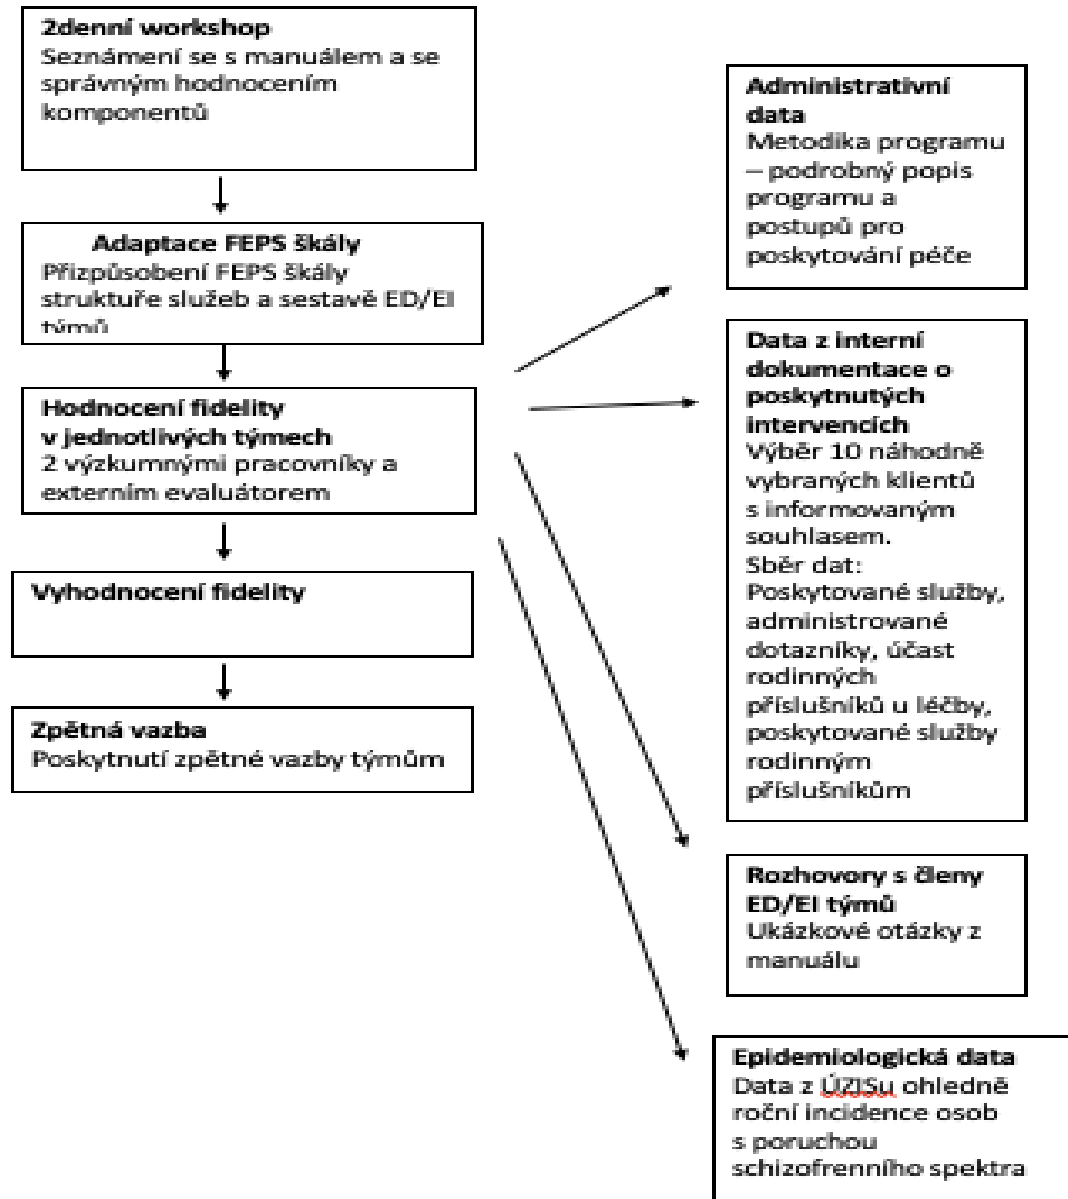 2denní workshop
Seznámení se s manuálem a se
správným hodnocením
komponentů
Adaptace FEPS škály
Přizpůsobení FEPS škály
struktuře služeb a sestavě ED/EI
týmů
Hodnocení fidelity
v jednotlivých týmech
2 výzkumnými pracovníky a
externím evaluátorem
Vyhodnocení fidelity
Zpětná vazba
Poskytnutí zpětné vazby týmům
Administrativní
data
Metodika programu
– podrobný popis
programu a
postupů pro
poskytování péče
Data z interní
dokumentace o
poskytnutých
intervencích
Výběr 10 náhodně
vybraných klientů
s informovaným
souhlasem.
Sběr dat:
Poskytované služby,
administrované
dotazníky, účast
rodinných
příslušníků u léčby,
poskytované služby
rodinným
příslušníkům
Rozhovory s členy
ED/EI týmů
Ukázkové otázky z
manuálu
Epidemiologická data
Data z ÚZISu ohledně
roční incidence osob
s poruchou
schizofrenního spektra